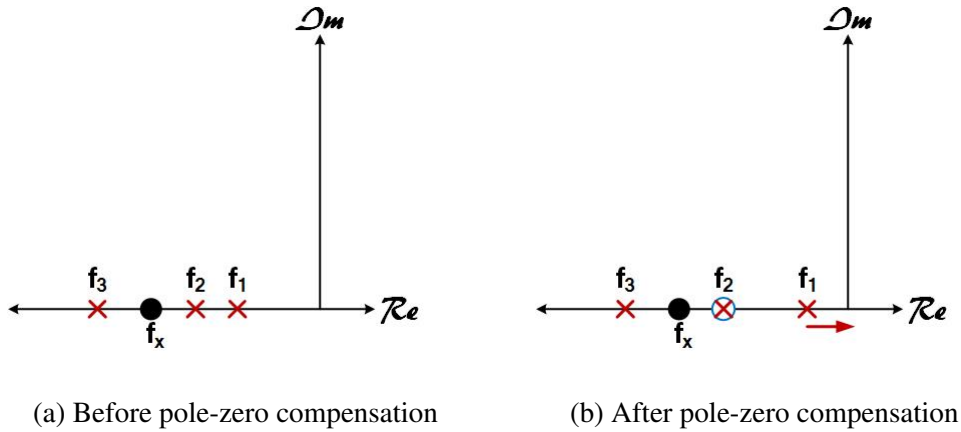 Im Im
f₃ f₂ f₁ f₃ f₂ f₁
Re Re
fₓ fₓ
(a) Before pole-zero compensation (b) After pole-zero compensation